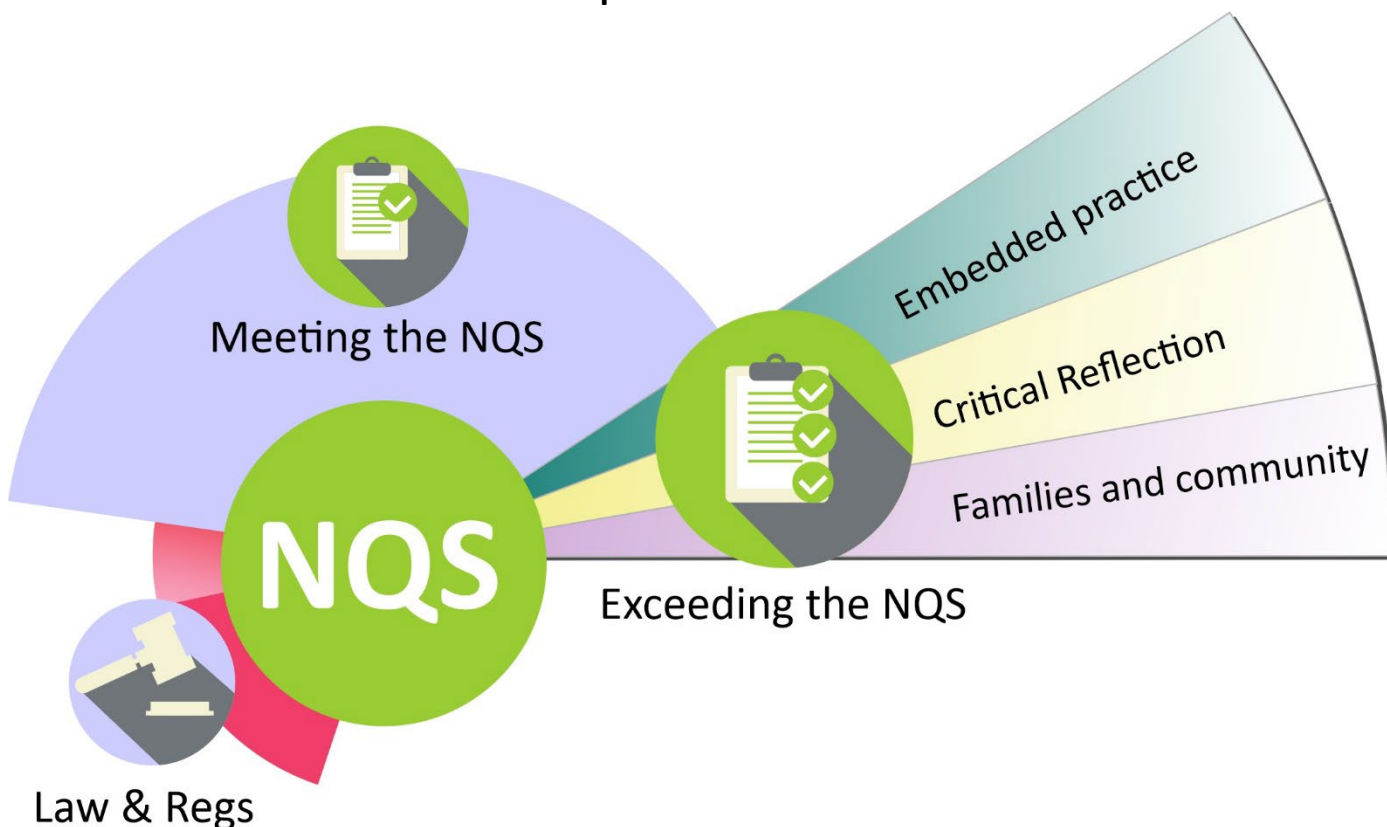 Meeting the NQS
Embedded practice
Critical Reflection
Families and community
NQS
Exceeding the NQS
Law & Regs